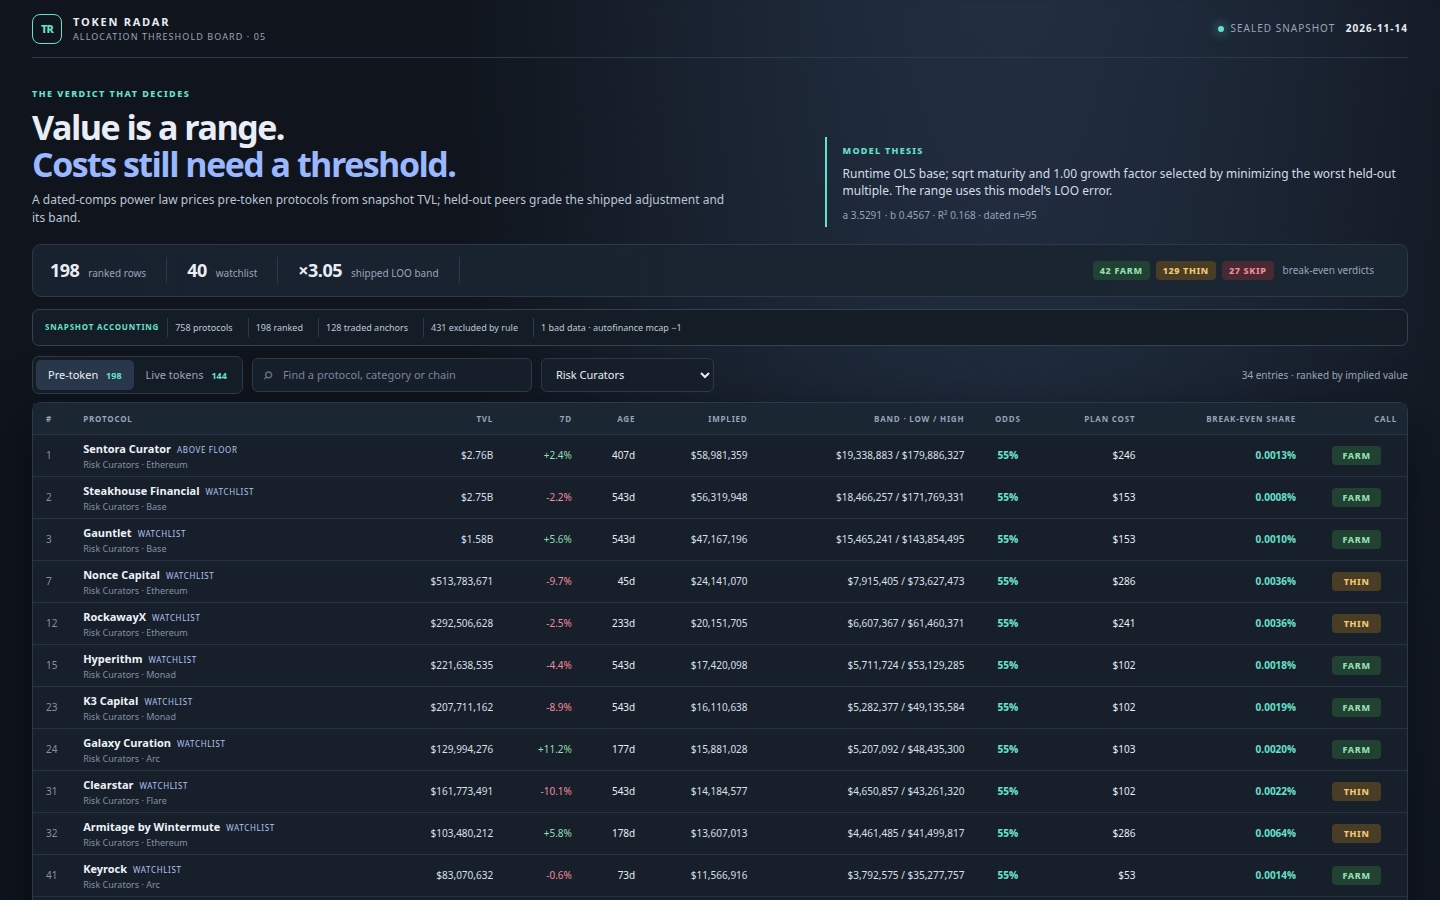 TR
TOKEN RADAR
ALLOCATION THRESHOLD BOARD · 05
SEALED SNAPSHOT 2026-11-14
THE VERDICT THAT DECIDES
Value is a range.
Costs still need a threshold.
A dated-comps power law prices pre-token protocols from snapshot TVL; held-out peers grade the shipped adjustment and
its band.
MODEL THESIS
Runtime OLS base; sqrt maturity and 1.00 growth factor selected by minimizing the worst held-out
multiple. The range uses this model's LOO error.
a 3.5291 · b 0.4567 · R² 0.168 · dated n=95
198 ranked rows 40 watchlist ×3.05 shipped LOO band 42 FARM 129 THIN 27 SKIP break-even verdicts
SNAPSHOT ACCOUNTING 758 protocols 198 ranked 128 traded anchors 431 excluded by rule 1 bad data · autofinance mcap −1
Pre-token 198 Live tokens 144 Find a protocol, category or chain Risk Curators 34 entries · ranked by implied value
# PROTOCOL TVL 7D AGE IMPLIED BAND · LOW / HIGH ODDS PLAN COST BREAK-EVEN SHARE CALL
1 Sentora Curator ABOVE FLOOR $2.76B +2.4% 407d $58,981,359 $19,338,883 / $179,886,327 55% $246 0.0013% FARM
Risk Curators · Ethereum
2 Steakhouse Financial WATCHLIST $2.75B -2.2% 543d $56,319,948 $18,466,257 / $171,769,331 55% $153 0.0008% FARM
Risk Curators · Base
3 Gauntlet WATCHLIST $1.58B +5.6% 543d $47,167,196 $15,465,241 / $143,854,495 55% $153 0.0010% FARM
Risk Curators · Base
7 Nonce Capital WATCHLIST $513,783,671 -9.7% 45d $24,141,070 $7,915,405 / $73,627,473 55% $286 0.0036% THIN
Risk Curators · Ethereum
12 RockawayX WATCHLIST $292,506,628 -2.5% 233d $20,151,705 $6,607,367 / $61,460,371 55% $241 0.0036% THIN
Risk Curators · Ethereum
15 Hyperithm WATCHLIST $221,638,535 -4.4% 543d $17,420,098 $5,711,724 / $53,129,285 55% $102 0.0018% FARM
Risk Curators · Monad
23 K3 Capital WATCHLIST $207,711,162 -8.9% 543d $16,110,638 $5,282,377 / $49,135,584 55% $102 0.0019% FARM
Risk Curators · Monad
24 Galaxy Curation WATCHLIST $129,994,276 +11.2% 177d $15,881,028 $5,207,092 / $48,435,300 55% $103 0.0020% FARM
Risk Curators · Arc
31 Clearstar WATCHLIST $161,773,491 -10.1% 543d $14,184,577 $4,650,857 / $43,261,320 55% $102 0.0022% THIN
Risk Curators · Flare
32 Armitage by Wintermute WATCHLIST $103,480,212 +5.8% 178d $13,607,013 $4,461,485 / $41,499,817 55% $286 0.0064% THIN
Risk Curators · Ethereum
41 Keyrock WATCHLIST $83,070,632 -0.6% 73d $11,566,916 $3,792,575 / $35,277,757 55% $53 0.0014% FARM
Risk Curators · Arc